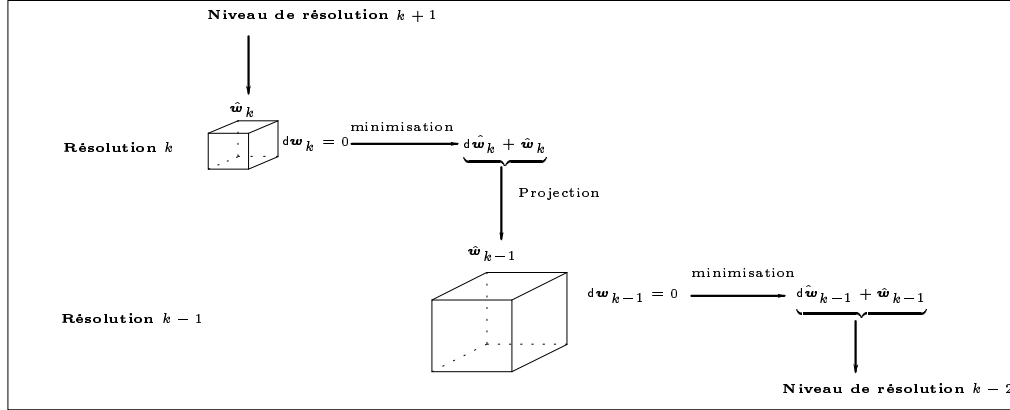 Niveau de résolution k + 1
ŵ_k
Résolution k
dw_k = 0
minimisation
dŵ_k + ŵ_k
Projection
ŵ_{k−1}
Résolution k − 1
dw_{k−1} = 0
minimisation
dŵ_{k−1} + ŵ_{k−1}
Niveau de résolution k − 2